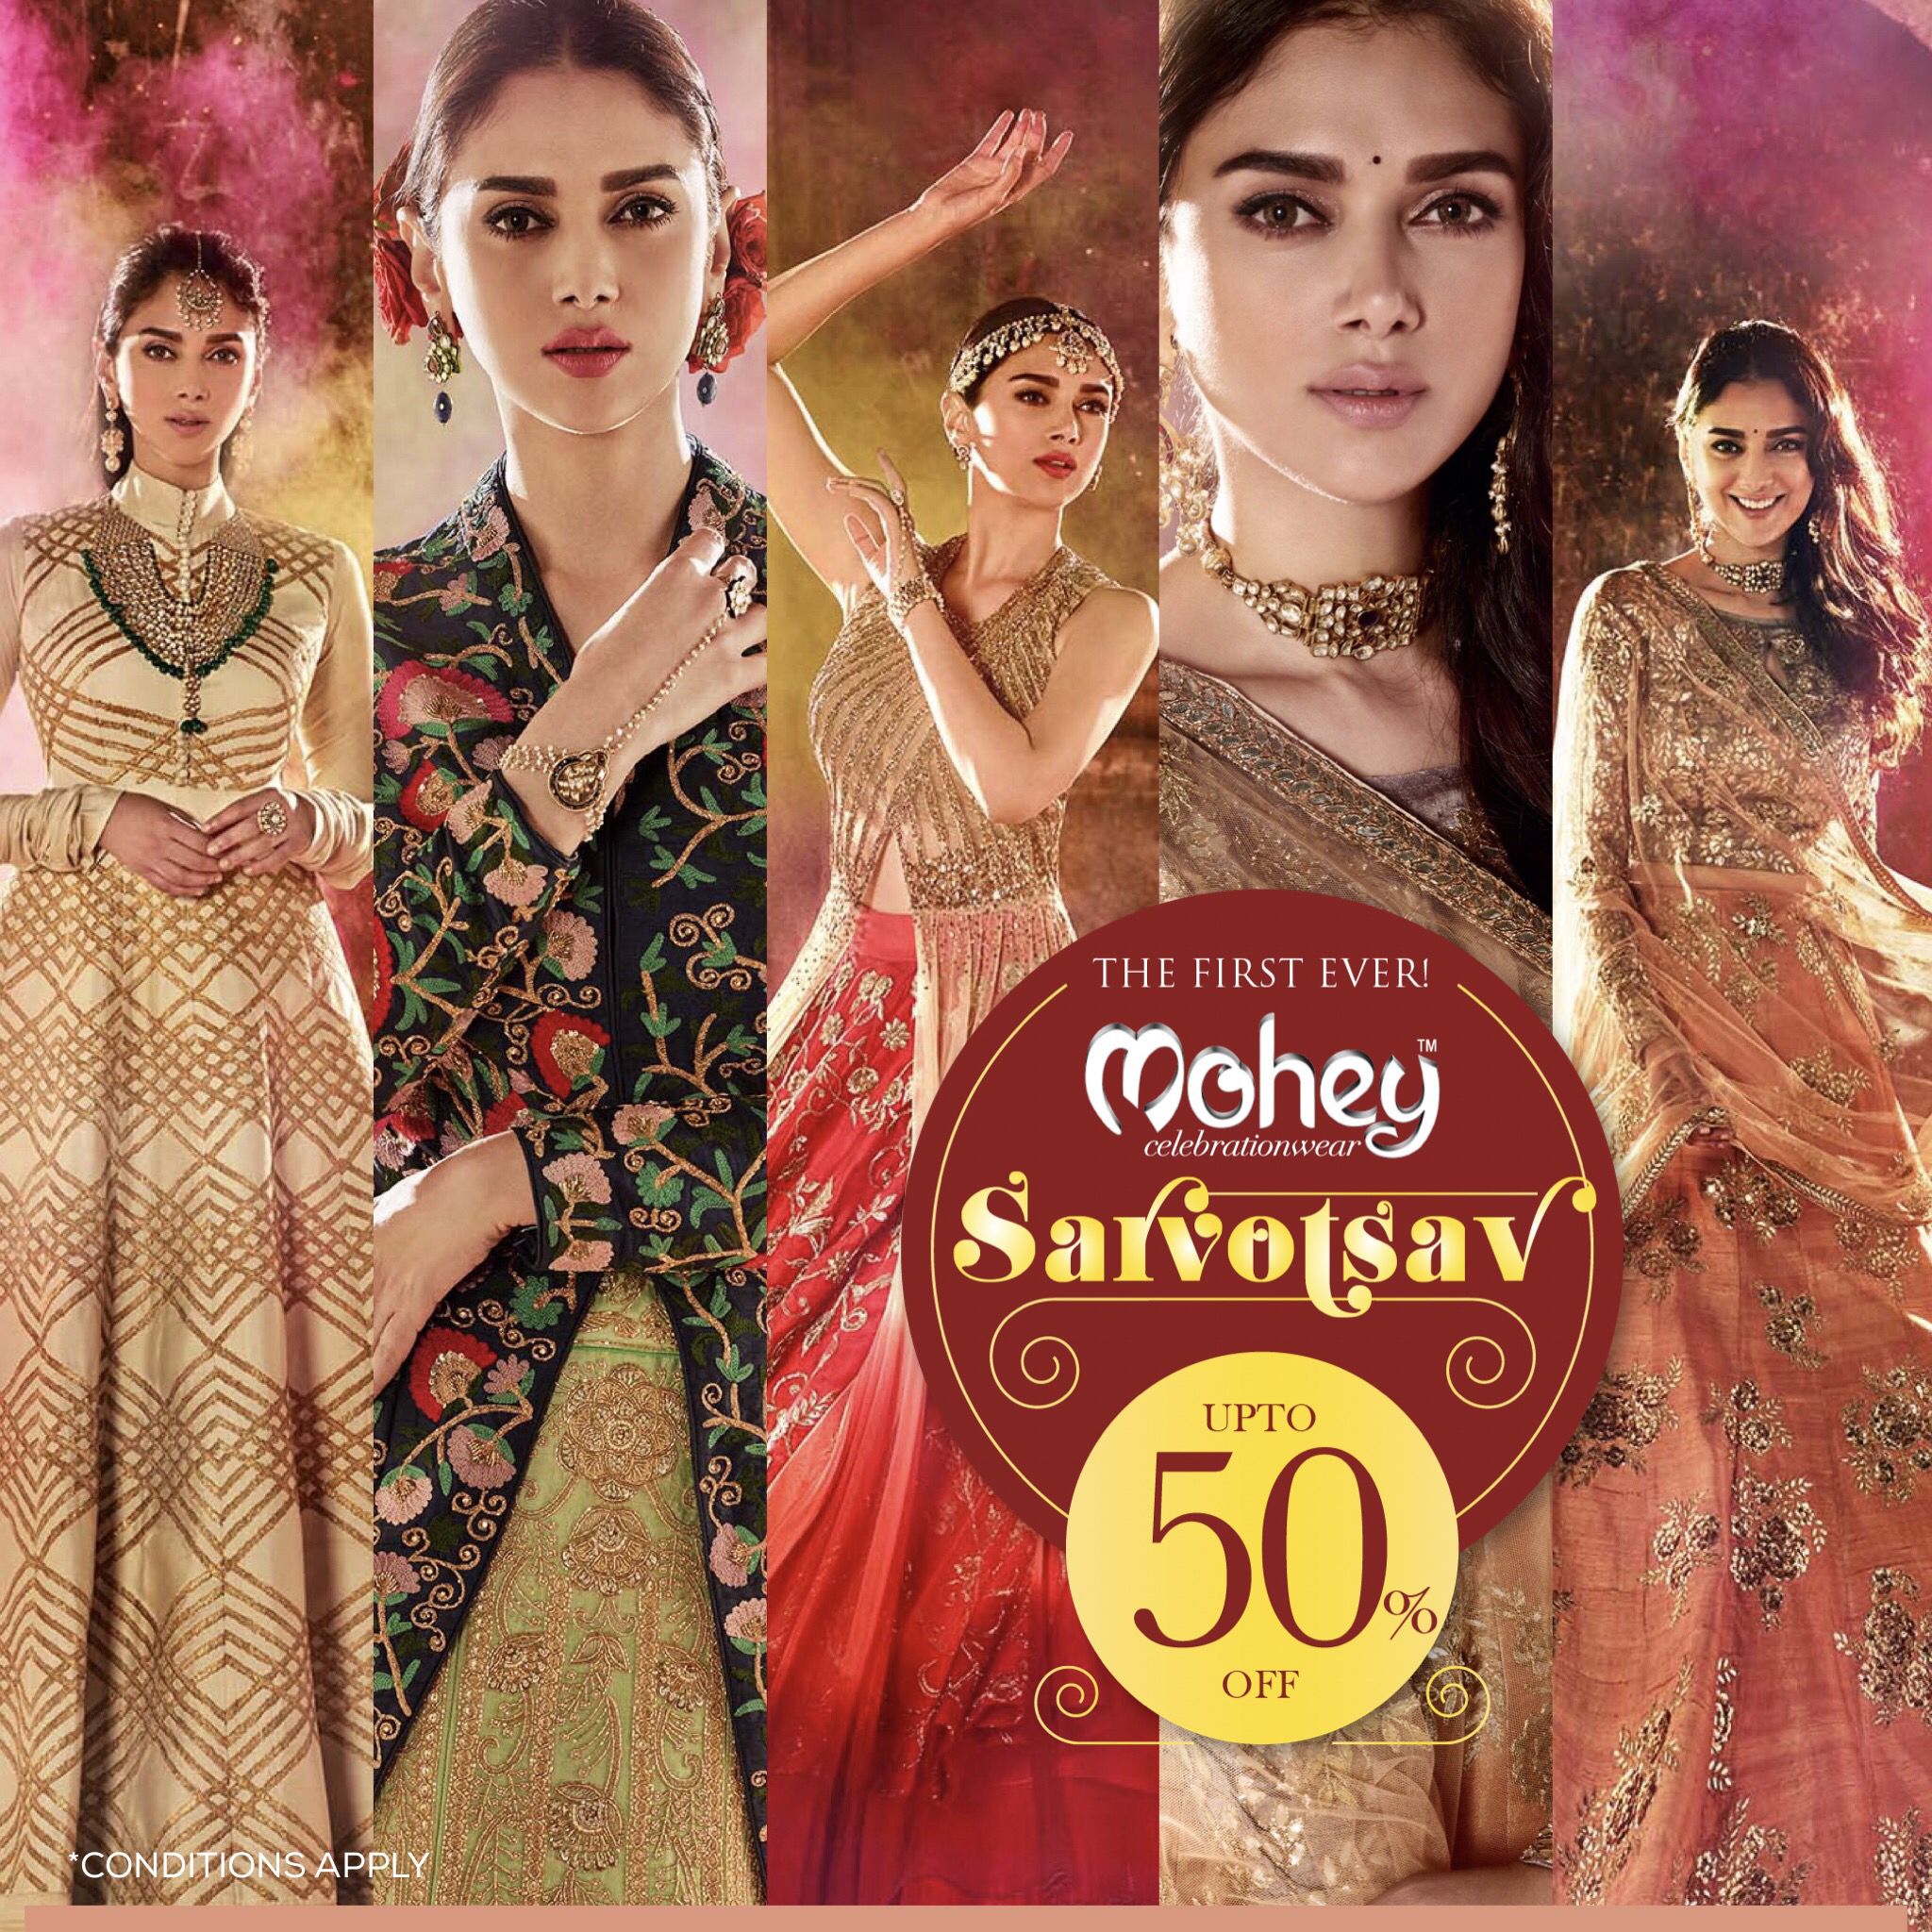 THE FIRST EVER!
Mohey™
celebrationwear
Sarvotsav
UPTO
50%
OFF
*CONDITIONS APPLY